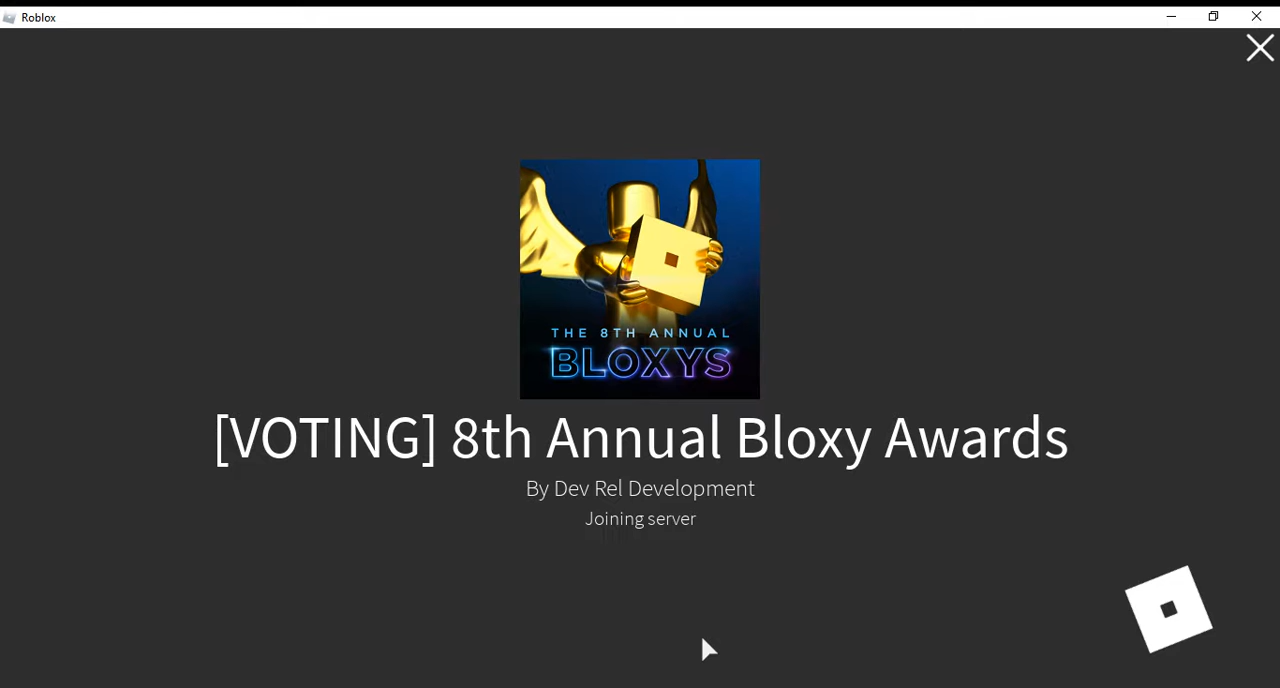 Roblox
THE 8TH ANNUAL
BLOXYS
[VOTING] 8th Annual Bloxy Awards
By Dev Rel Development
Joining server